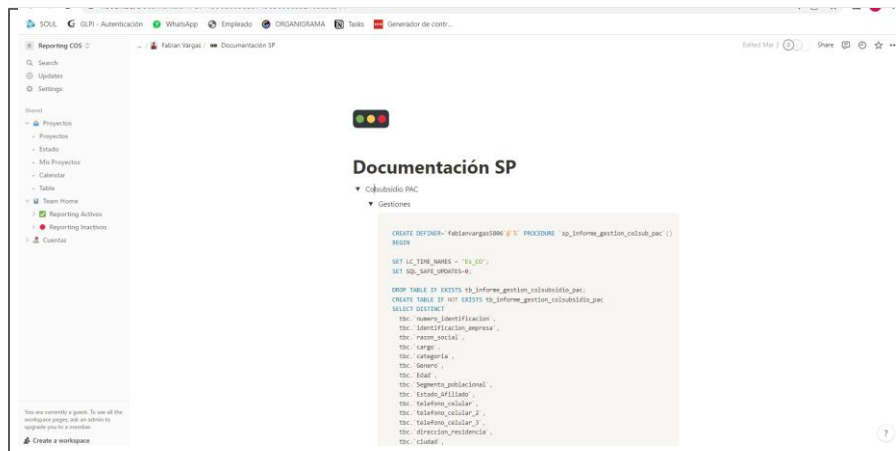 SOUL GLPI - Autenticación WhatsApp Empleado ORGANIGRAMA Tasks Generador de contr...
Reporting COS
... / Fabian Vargas / Documentación SP
Edited Mar 2 Share
Search
Updates
Settings
Shared
Proyectos
Proyectos
Estado
Mis Proyectos
Calendar
Table
Team Home
Reporting Activos
Reporting Inactivos
Cuentas
You are currently a guest. To see all the
workspace pages, ask an admin to
upgrade you to a member.
Create a workspace
Documentación SP
Colsubsidio PAC
Gestiones
CREATE DEFINER=`fabianvargas5006`@`%` PROCEDURE `sp_informe_gestion_colsub_pac`()
BEGIN
SET LC_TIME_NAMES = 'Es_CO';
SET SQL_SAFE_UPDATES=0;
DROP TABLE IF EXISTS tb_informe_gestion_colsubsidio_pac;
CREATE TABLE IF NOT EXISTS tb_informe_gestion_colsubsidio_pac
SELECT DISTINCT
tbc.`numero_identificacion`,
tbc.`identificacion_empresa`,
tbc.`razon_social`,
tbc.`cargo`,
tbc.`categoria`,
tbc.`Genero`,
tbc.`Edad`,
tbc.`Segmento_poblacional`,
tbc.`Estado_Afiliado`,
tbc.`telefono_celular`,
tbc.`telefono_celular_2`,
tbc.`telefono_celular_3`,
tbc.`direccion_residencia`,
tbc.`ciudad`,
?